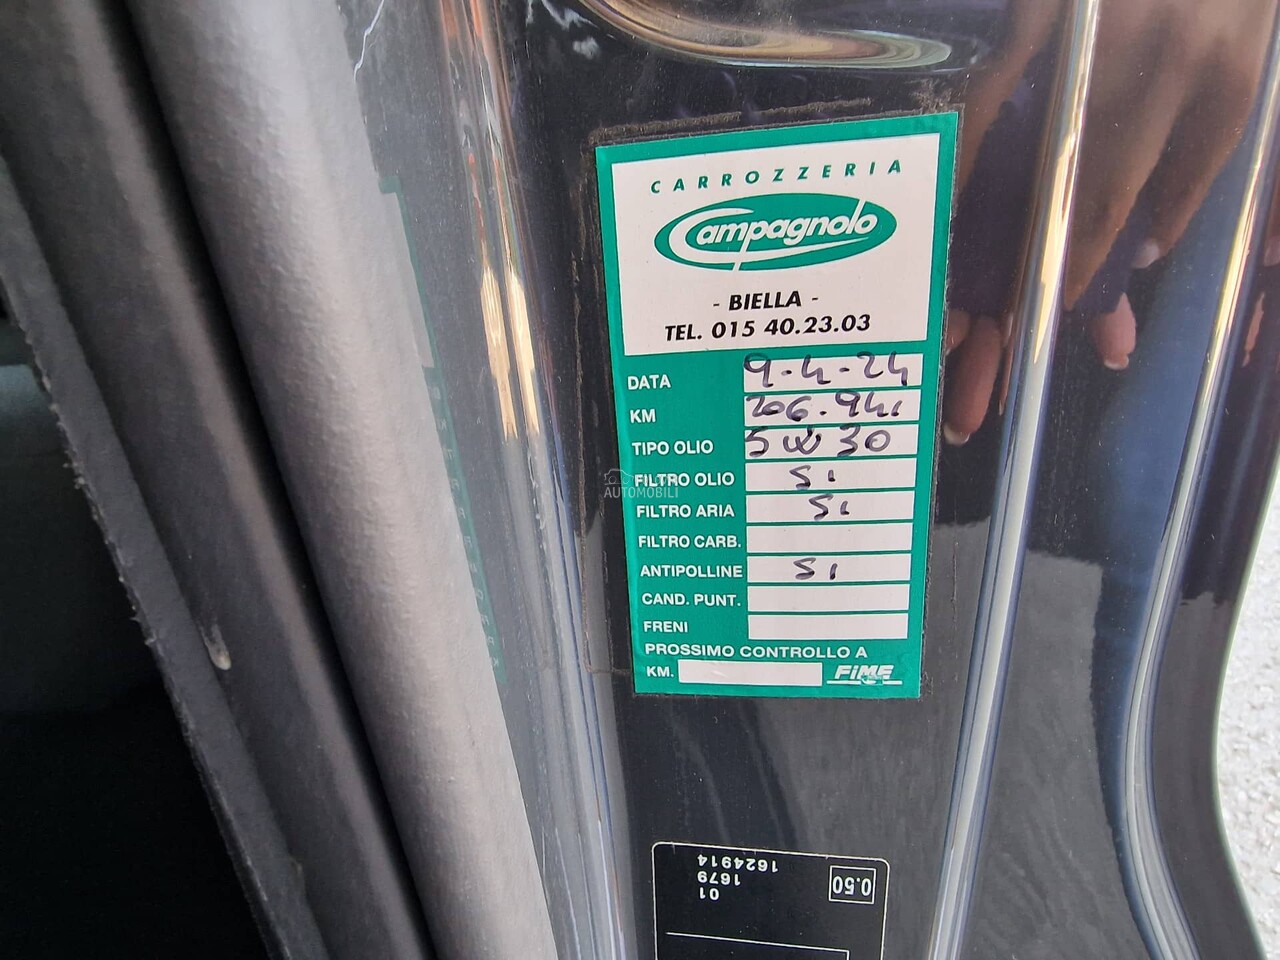 CARROZZERIA
Campagnolo
- BIELLA -
TEL. 015 40.23.03
DATA 9-4-24
KM 206.941
TIPO OLIO 5W30
FILTRO OLIO Si
FILTRO ARIA Si
FILTRO CARB.
ANTIPOLLINE Si
CAND. PUNT.
FRENI
PROSSIMO CONTROLLO A
KM. FiME
AUTOMOBILI
1624914
1679
01
0.50